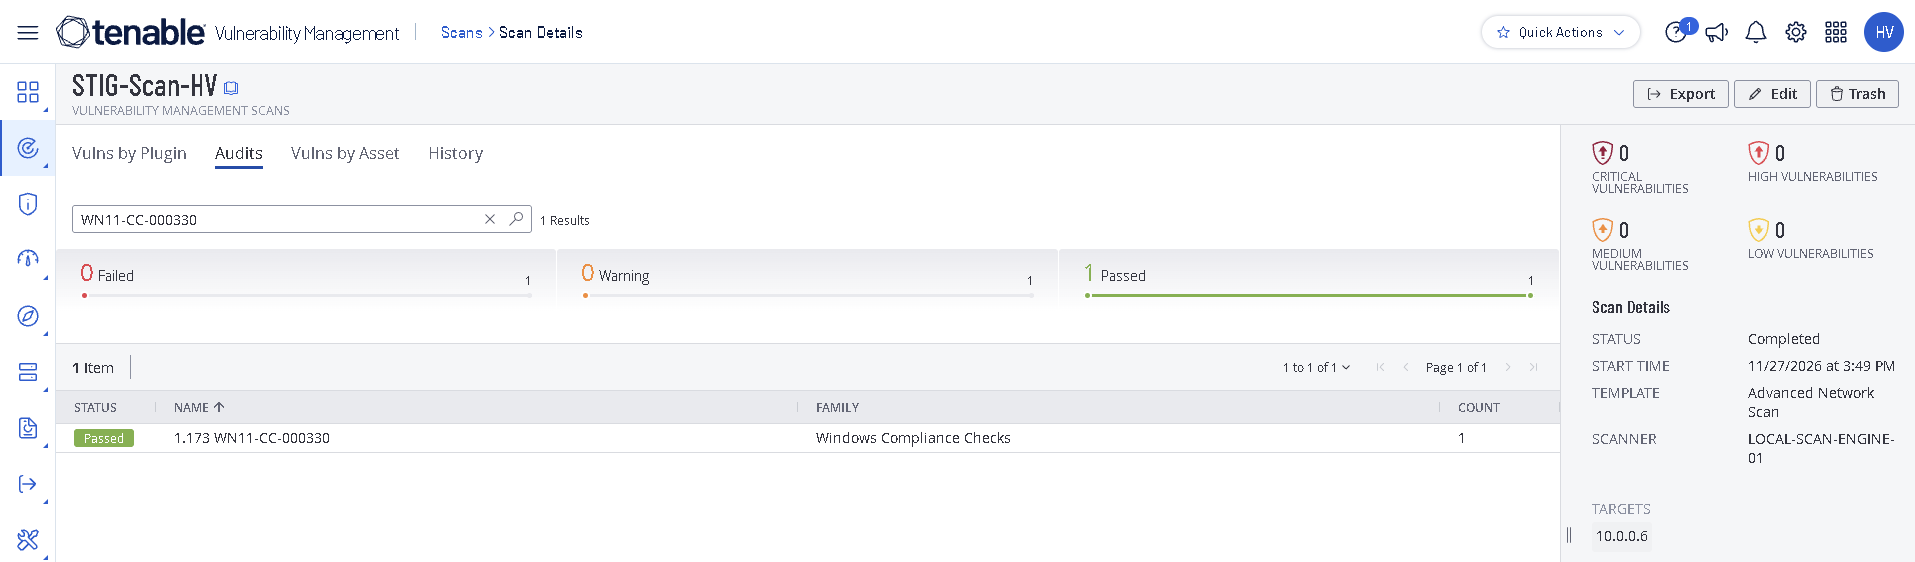 tenable Vulnerability Management Scans > Scan Details Quick Actions 1 HV
STIG-Scan-HV
VULNERABILITY MANAGEMENT SCANS
Export Edit Trash
Vulns by Plugin Audits Vulns by Asset History
WN11-CC-000330 1 Results
0 Failed 1 0 Warning 1 1 Passed 1
1 Item 1 to 1 of 1 Page 1 of 1
STATUS NAME FAMILY COUNT
Passed 1.173 WN11-CC-000330 Windows Compliance Checks 1
0 CRITICAL VULNERABILITIES
0 HIGH VULNERABILITIES
0 MEDIUM VULNERABILITIES
0 LOW VULNERABILITIES
Scan Details
STATUS Completed
START TIME 11/27/2026 at 3:49 PM
TEMPLATE Advanced Network
Scan
SCANNER LOCAL-SCAN-ENGINE-
01
TARGETS
10.0.0.6